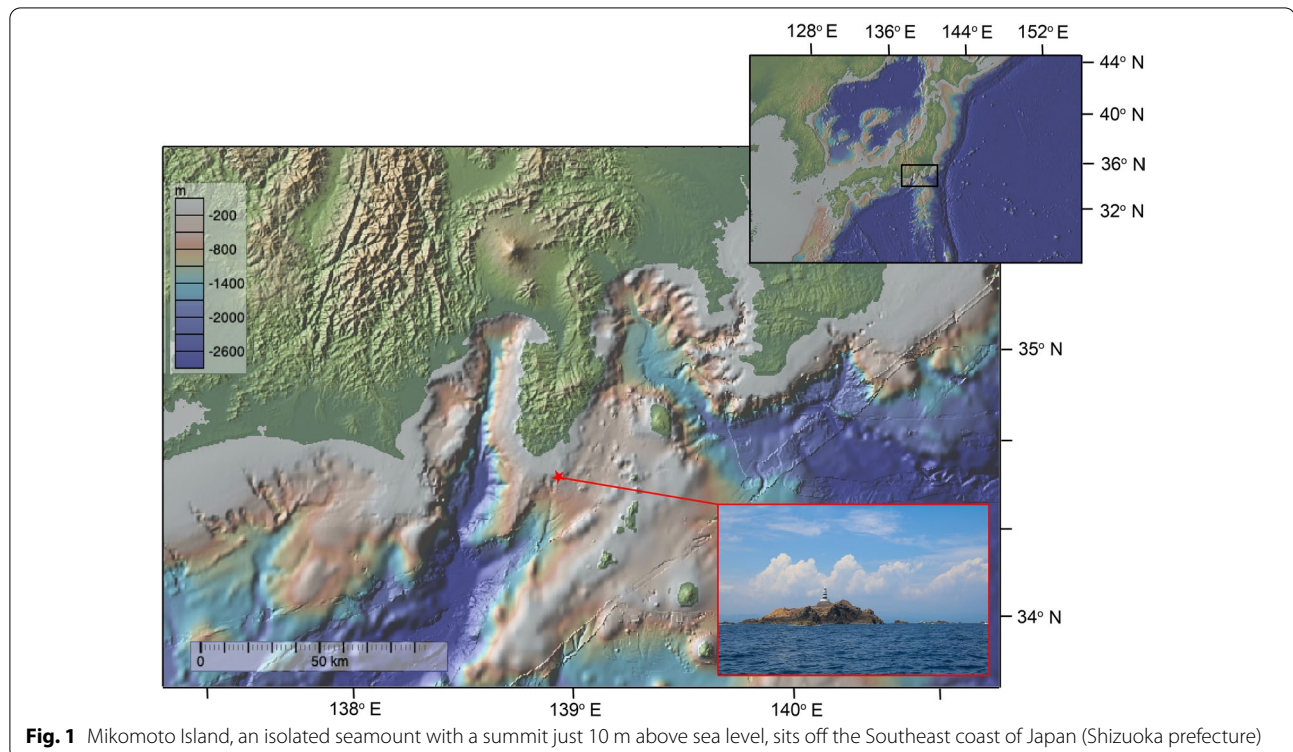 128° E 136° E 144° E 152° E
44° N
40° N
36° N
32° N
m
-200
-800
-1400
-2000
-2600
35° N
34° N
0 50 km
138° E 139° E 140° E
Fig. 1 Mikomoto Island, an isolated seamount with a summit just 10 m above sea level, sits off the Southeast coast of Japan (Shizuoka prefecture)